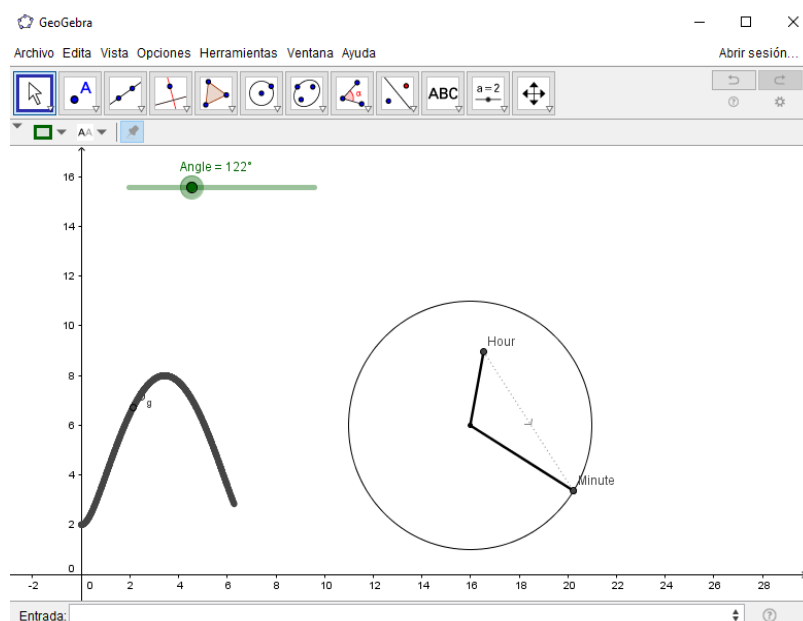 GeoGebra
Archivo Edita Vista Opciones Herramientas Ventana Ayuda Abrir sesión...
A ABC a=2 α
AA
Angle = 122°
16
14
12
10
Hour
8
g
6
4
Minute
2
0
-2 0 2 4 6 8 10 12 14 16 18 20 22 24 26 28
Entrada: